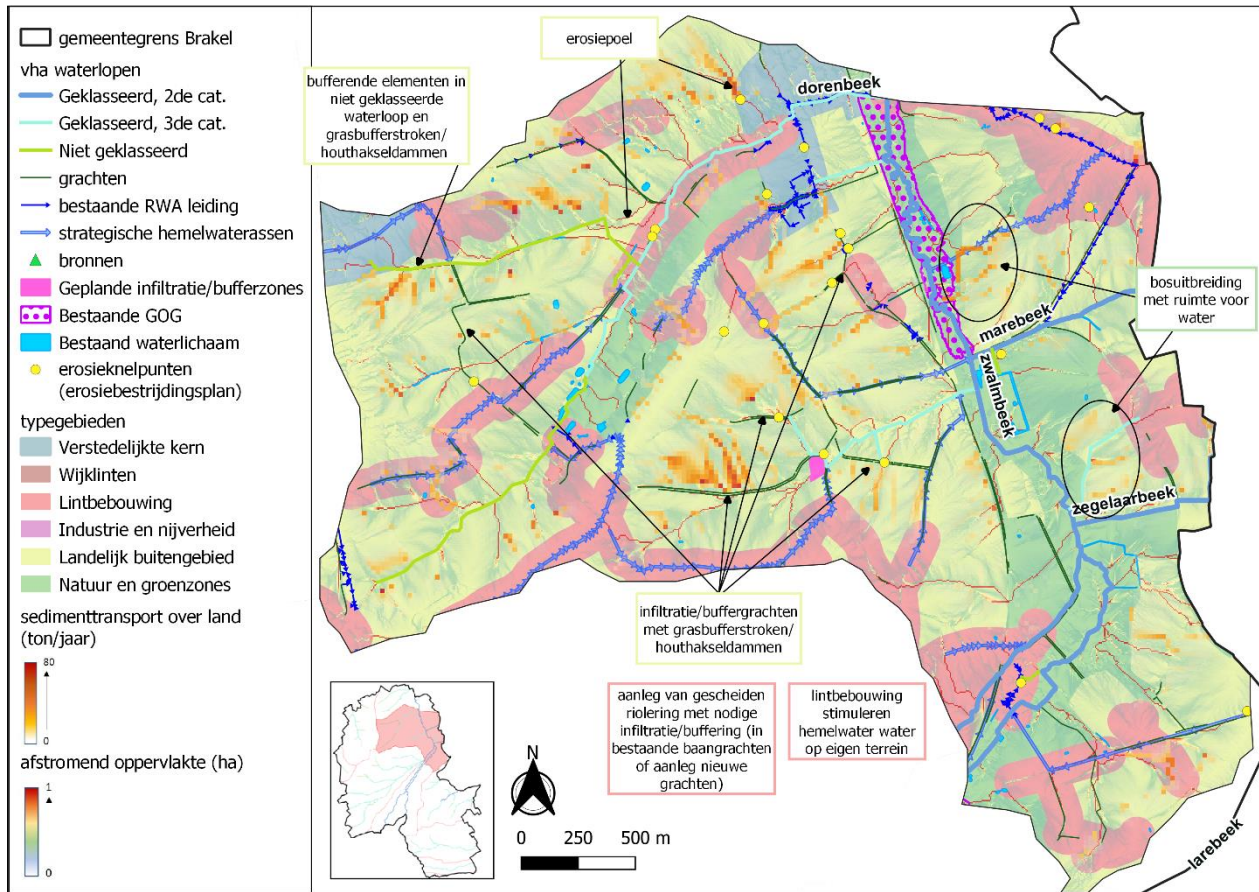 gemeentegrens Brakel
vha waterlopen
Geklasseerd, 2de cat.
Geklasseerd, 3de cat.
Niet geklasseerd
grachten
bestaande RWA leiding
strategische hemelwaterassen
bronnen
Geplande infiltratie/bufferzones
Bestaande GOG
Bestaand waterlichaam
erosieknelpunten
(erosiebestrijdingsplan)
typegebieden
Verstedelijkte kern
Wijklinten
Lintbebouwing
Industrie en nijverheid
Landelijk buitengebied
Natuur en groenzones
sedimenttransport over land
(ton/jaar)
80
0
afstromend oppervlakte (ha)
1
0
erosiepoel
bufferende elementen in
niet geklasseerde
waterloop en
grasbufferstroken/
houthakseldammen
dorenbeek
bosuitbreiding
met ruimte voor
water
marebeek
zwalmbeek
zegelaarbeek
infiltratie/buffergrachten
met grasbufferstroken/
houthakseldammen
aanleg van gescheiden
riolering met nodige
infiltratie/buffering (in
bestaande baangrachten
of aanleg nieuwe
grachten)
lintbebouwing
stimuleren
hemelwater water
op eigen terrein
N
0 250 500 m
larebeek